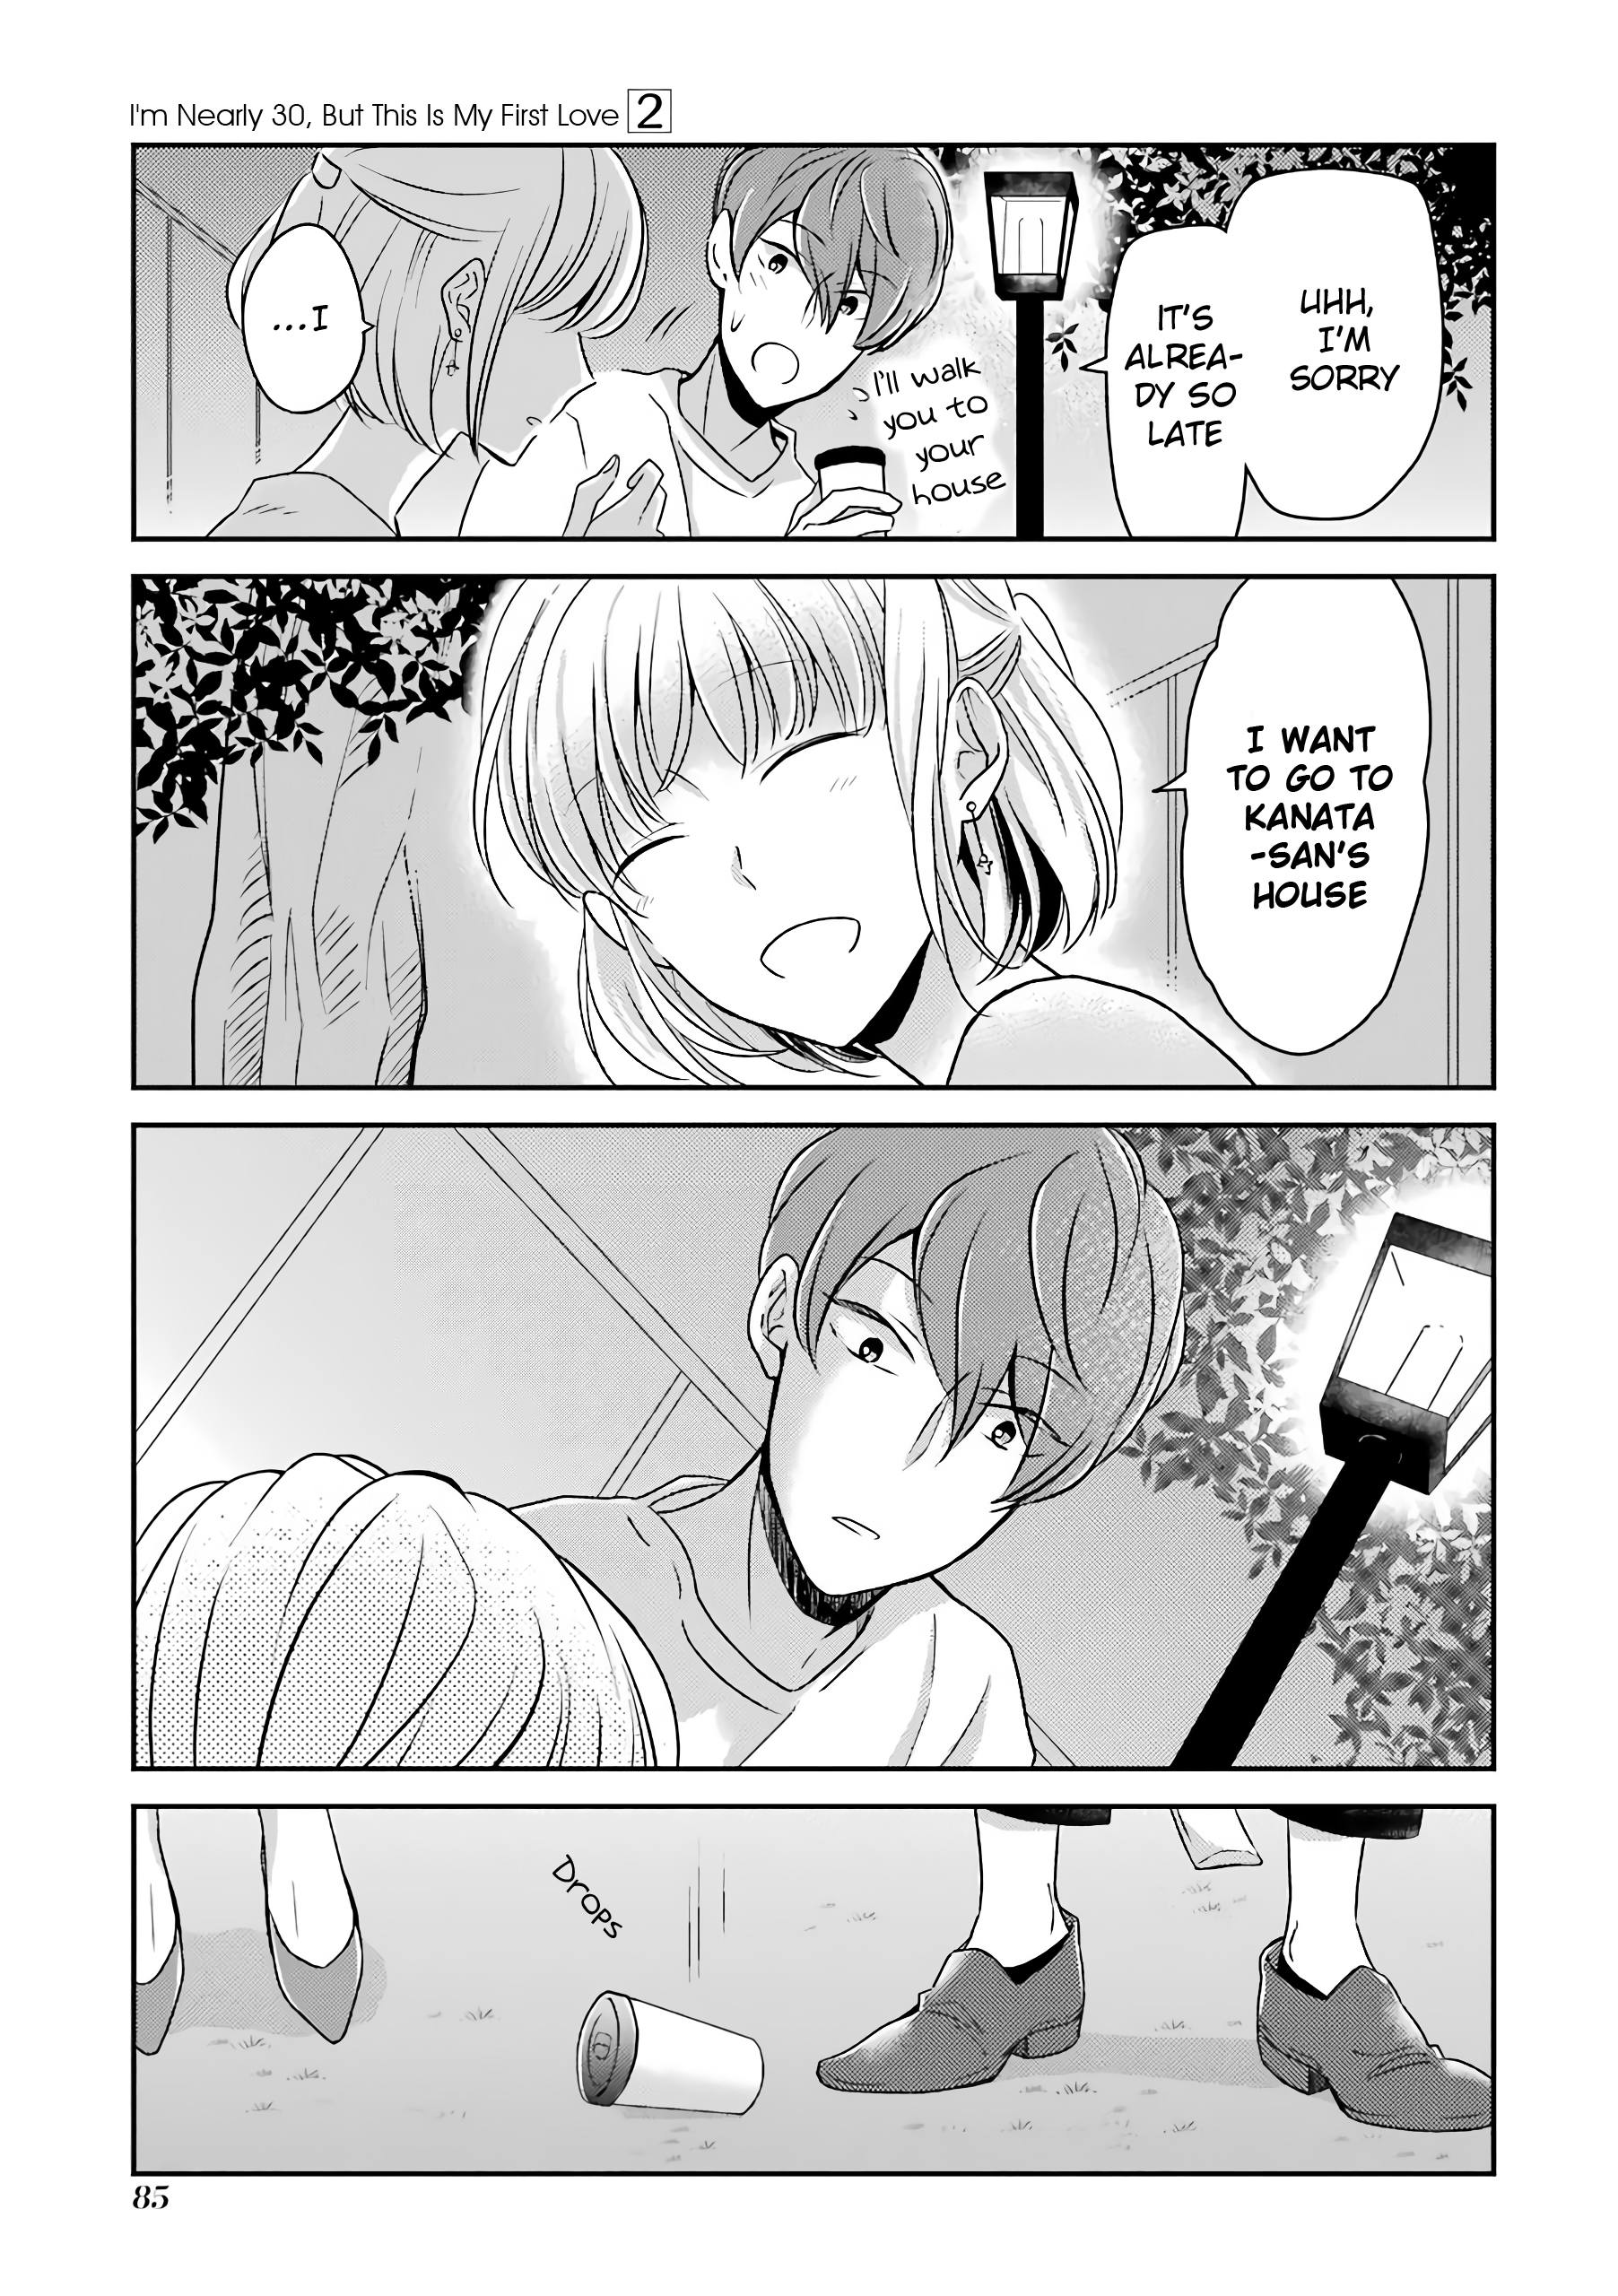 I'm Nearly 30, But This Is My First Love 2
UHH,
I'M
SORRY
IT'S
ALREA-
DY SO
LATE
I'll walk
you to
your
house
...I
I WANT
TO GO TO
KANATA
-SAN'S
HOUSE
Drops
85